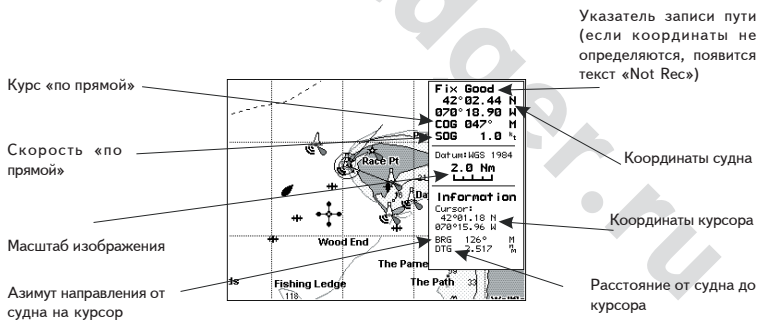 Указатель записи пути
(если координаты не
определяются, появится
текст «Not Rec»)
Курс «по прямой»
Скорость «по
прямой»
Масштаб изображения
Азимут направления от
судна на курсор
Fix Good
42°02.44 N
070°18.90 W
COG 047° M
SOG 1.0 kt
Datum:WGS 1984
2.0 Nm
Information
Cursor:
42°01.18 N
070°15.96 W
BRG 126° M
DTG 2.517 Nm
Race Pt
Wood End
The Pame
Fishing Ledge
The Path
33
118
Координаты судна
Координаты курсора
Расстояние от судна до
курсора